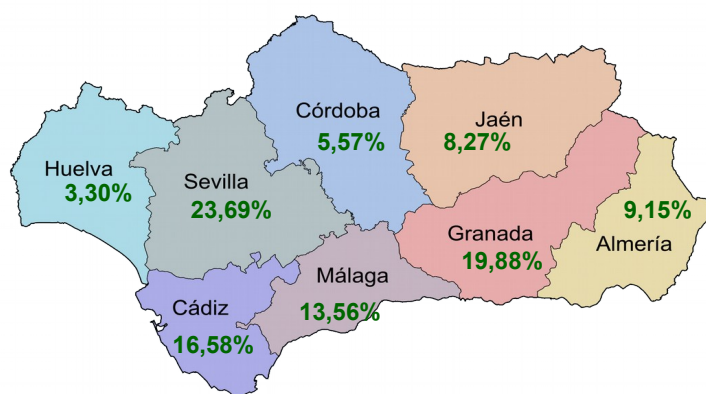 Córdoba
5,57%
Jaén
8,27%
Huelva
3,30%
Sevilla
23,69%
Granada
19,88%
9,15%
Almería
Málaga
13,56%
Cádiz
16,58%